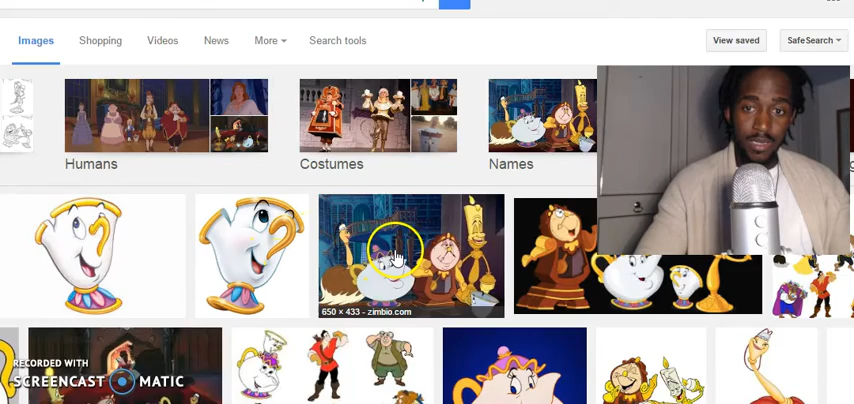 Images Shopping Videos News More Search tools View saved SafeSearch
Humans Costumes Names
650 × 433 - zimbio.com
RECORDED WITH
SCREENCAST MATIC